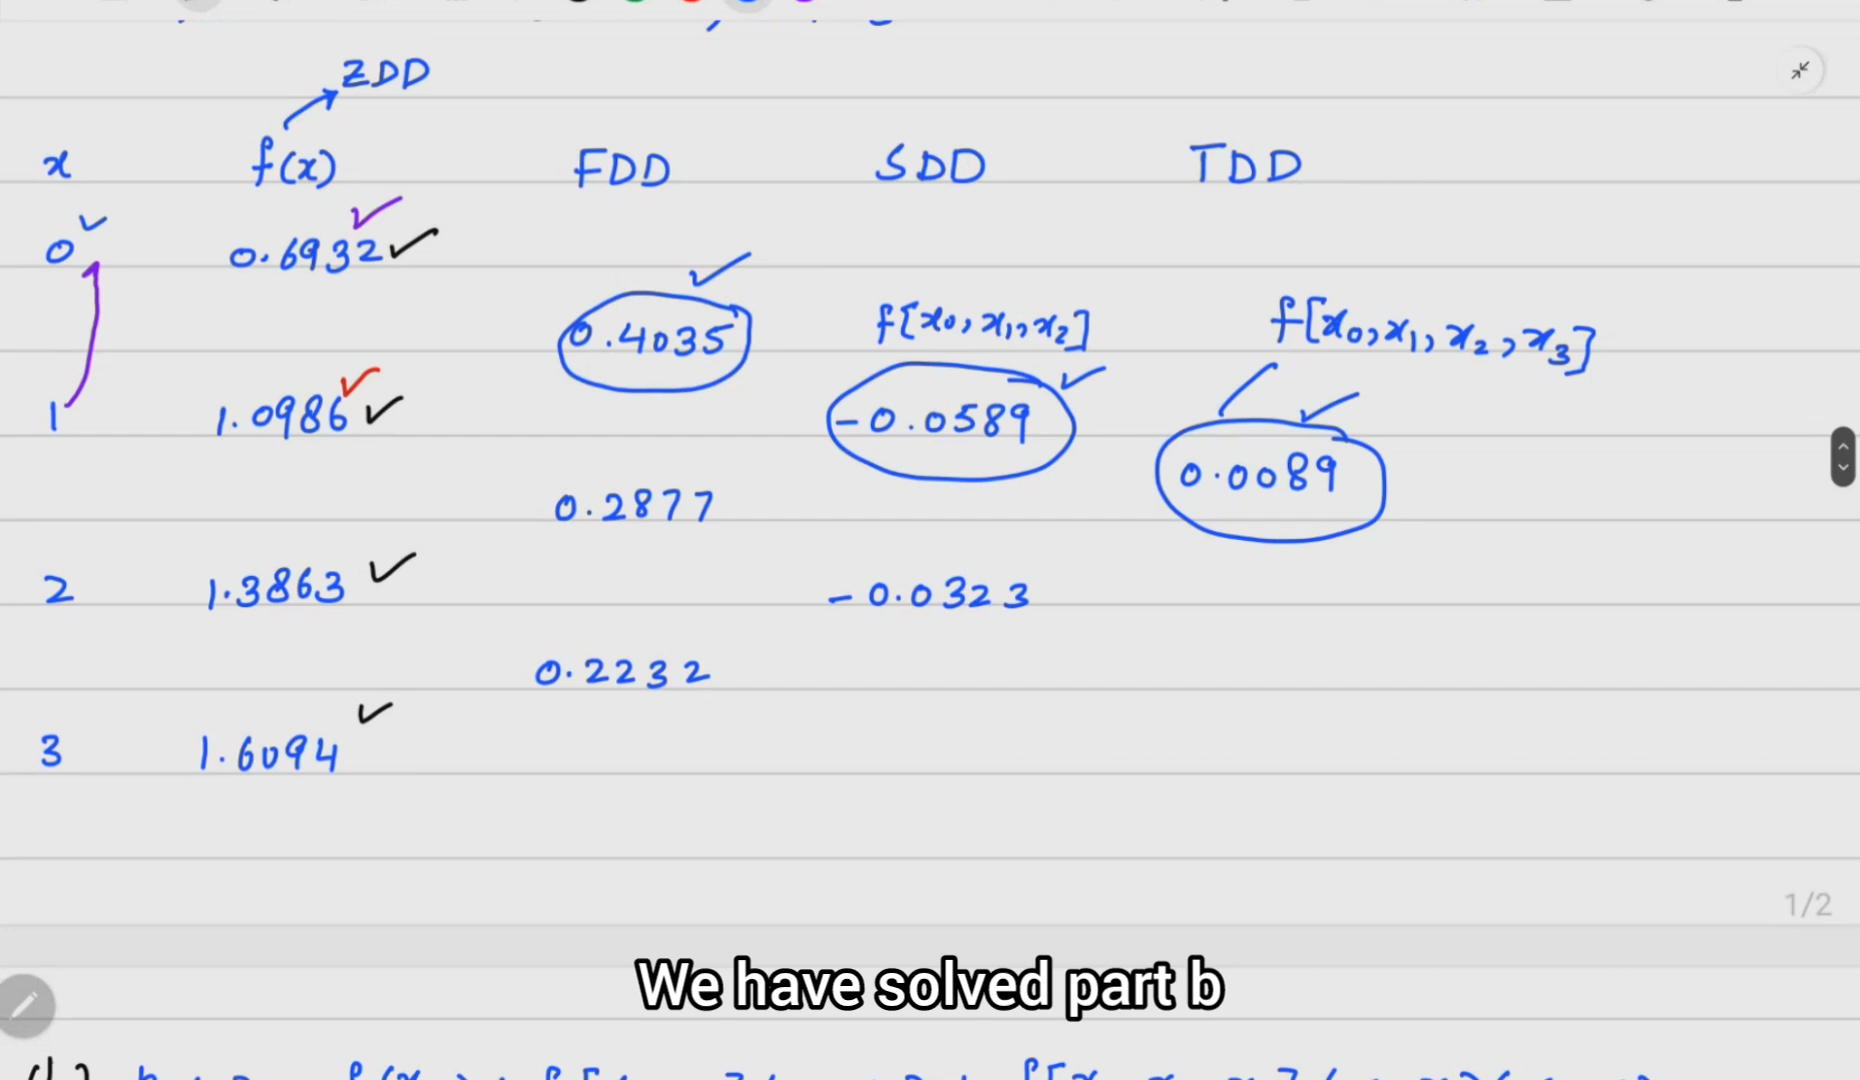 ZDD
x f(x) FDD SDD TDD
0 0.6932
0.4035 f[x₀,x₁,x₂] f[x₀,x₁,x₂,x₃]
1 1.0986 -0.0589
0.0089
0.2877
2 1.3863 -0.0323
0.2232
3 1.6094
1/2
We have solved part b